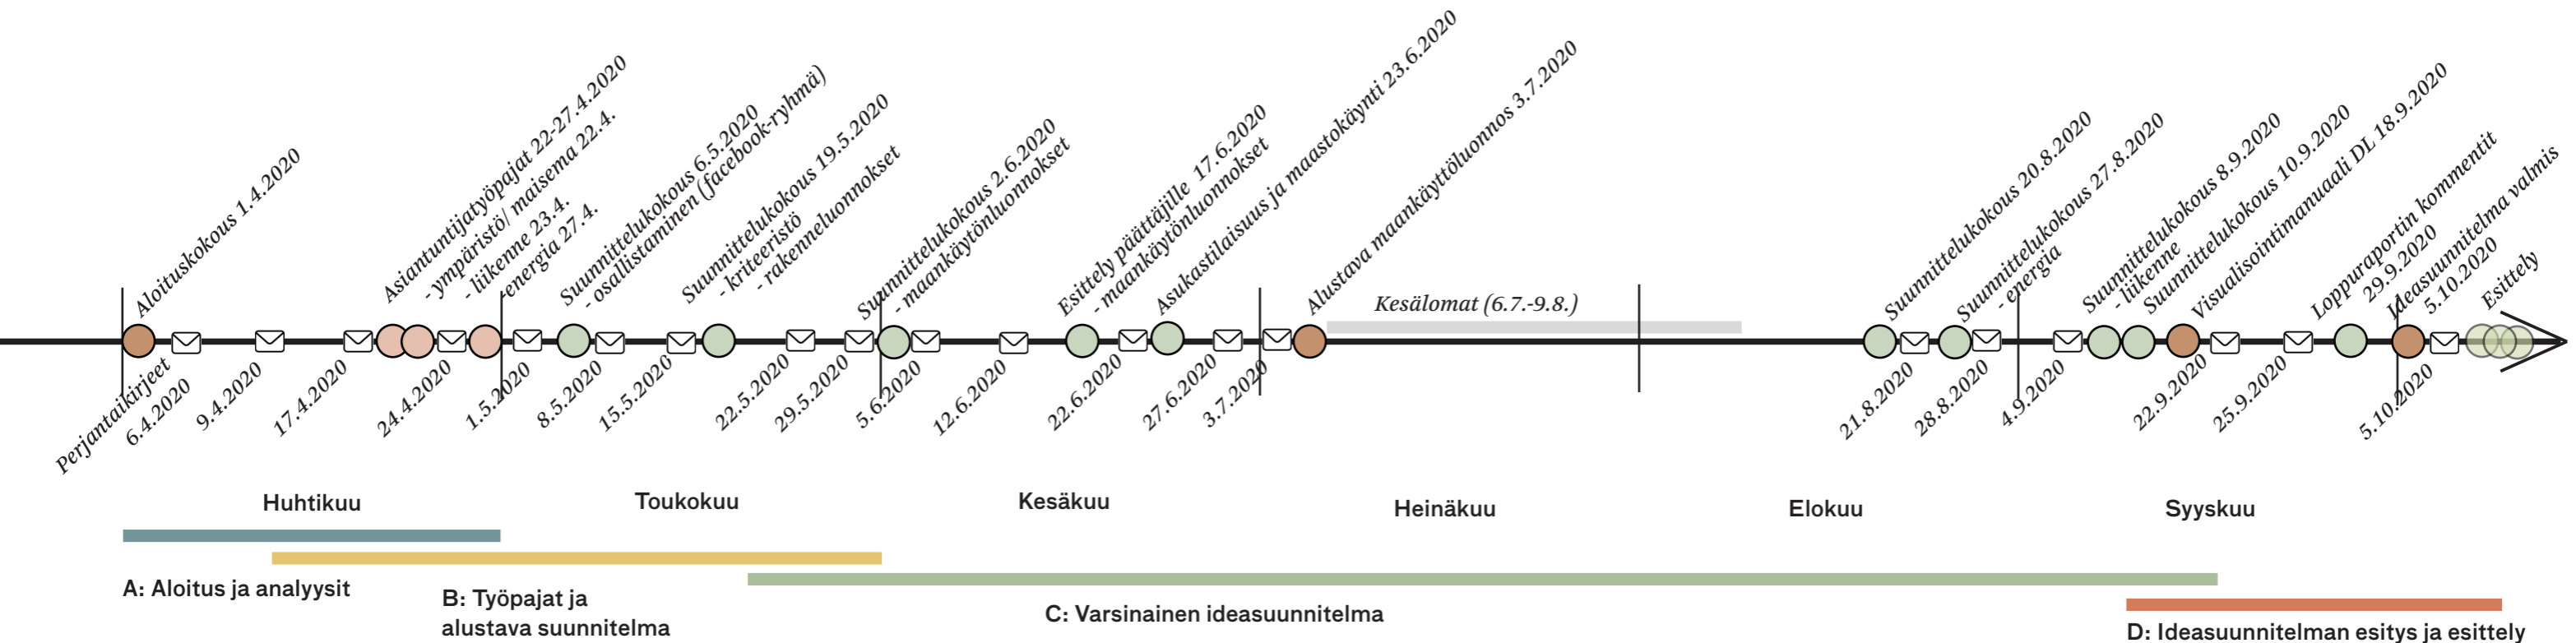 Aloituskokous 1.4.2020
Asiantuntijatyöpajat 22-27.4.2020
- ympäristö/ maisema 22.4.
- liikenne 23.4.
- energia 27.4.
Suunnittelukokous 6.5.2020
- osallistaminen (facebook-ryhmä)
Suunnittelukokous 19.5.2020
- kriteeristö
- rakenneluonnokset
Suunnittelukokous 2.6.2020
- maankäytönluonnokset
Esittely päättäjille 17.6.2020
- maankäytönluonnokset
Asukastilaisuus ja maastokäynti 23.6.2020
Alustava maankäyttöluonnos 3.7.2020
Kesälomat (6.7.-9.8.)
Suunnittelukokous 20.8.2020
Suunnittelukokous 27.8.2020
- energia
Suunnittelukokous 8.9.2020
- liikenne
Suunnittelukokous 10.9.2020
Visualisointimanuaali DL 18.9.2020
Loppuraportin kommentit
29.9.2020
Ideasuunnitelma valmis
5.10.2020
Esittely
Perjantaikirjeet
6.4.2020
9.4.2020
17.4.2020
24.4.2020
1.5.2020
8.5.2020
15.5.2020
22.5.2020
29.5.2020
5.6.2020
12.6.2020
22.6.2020
27.6.2020
3.7.2020
21.8.2020
28.8.2020
4.9.2020
22.9.2020
25.9.2020
5.10.2020
Huhtikuu
Toukokuu
Kesäkuu
Heinäkuu
Elokuu
Syyskuu
A: Aloitus ja analyysit
B: Työpajat ja
alustava suunnitelma
C: Varsinainen ideasuunnitelma
D: Ideasuunnitelman esitys ja esittely